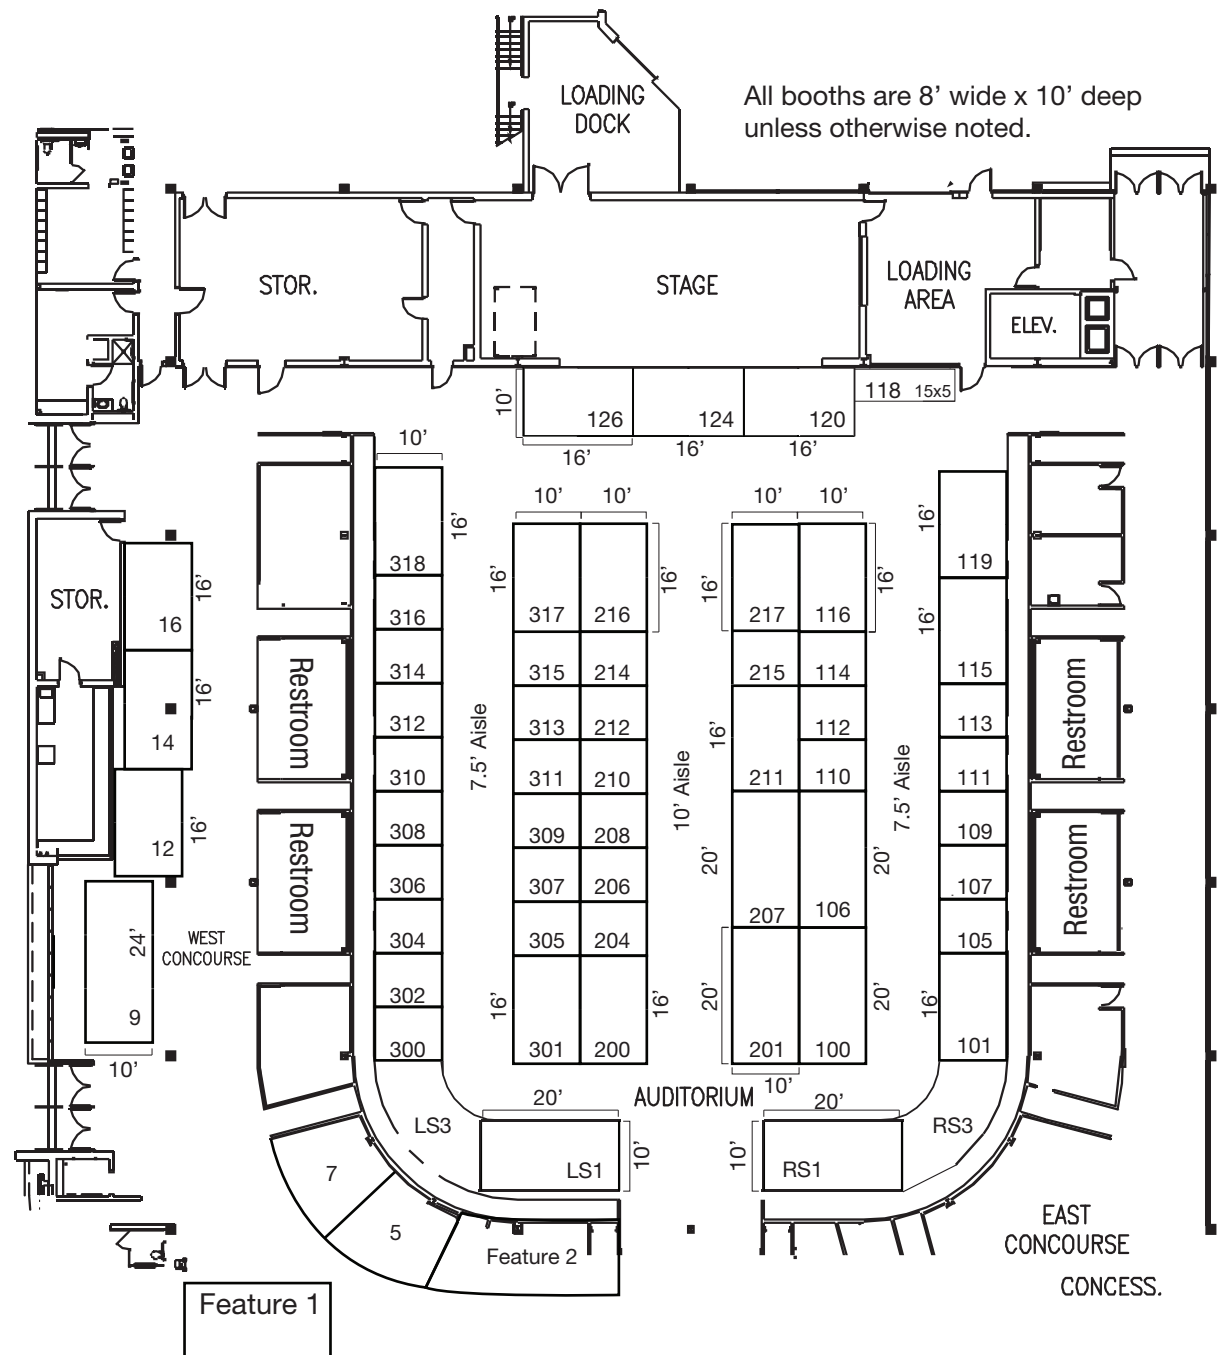 LOADING
DOCK
All booths are 8’ wide x 10’ deep
unless otherwise noted.
STOR.
STAGE
LOADING
AREA
ELEV.
10’
126
124
120
118 15x5
16’
16’
16’
10’
318
16’
316
314
312
310
308
306
304
302
300
7.5’ Aisle
10’
10’
16’
317
216
16’
315
214
313
212
311
210
309
208
307
206
305
204
16’
301
200
16’
10’ Aisle
10’
10’
16’
217
116
16’
215
114
112
16’
211
110
20’
207
106
20’
20’
201
100
20’
10’
7.5’ Aisle
16’
119
16’
115
113
111
109
107
105
16’
101
STOR.
16
16’
14
16’
12
16’
24’
9
10’
WEST
CONCOURSE
Restroom
Restroom
Restroom
Restroom
AUDITORIUM
LS3
20’
LS1
10’
20’
10’
RS1
RS3
7
5
Feature 2
Feature 1
EAST
CONCOURSE
CONCESS.